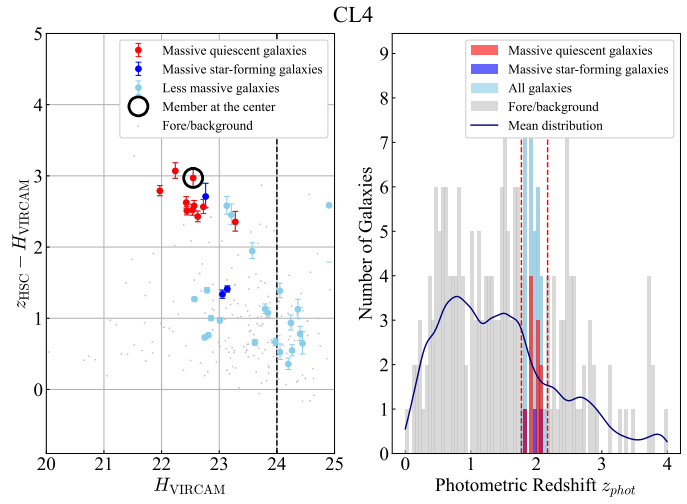 CL4
5
4
3
2
1
0
z_HSC − H_VIRCAM
20 21 22 23 24 25
H_VIRCAM
Massive quiescent galaxies
Massive star-forming galaxies
Less massive galaxies
Member at the center
Fore/background
9
8
7
6
5
4
3
2
1
0
Number of Galaxies
0 1 2 3 4
Photometric Redshift z_phot
Massive quiescent galaxies
Massive star-forming galaxies
All galaxies
Fore/background
Mean distribution